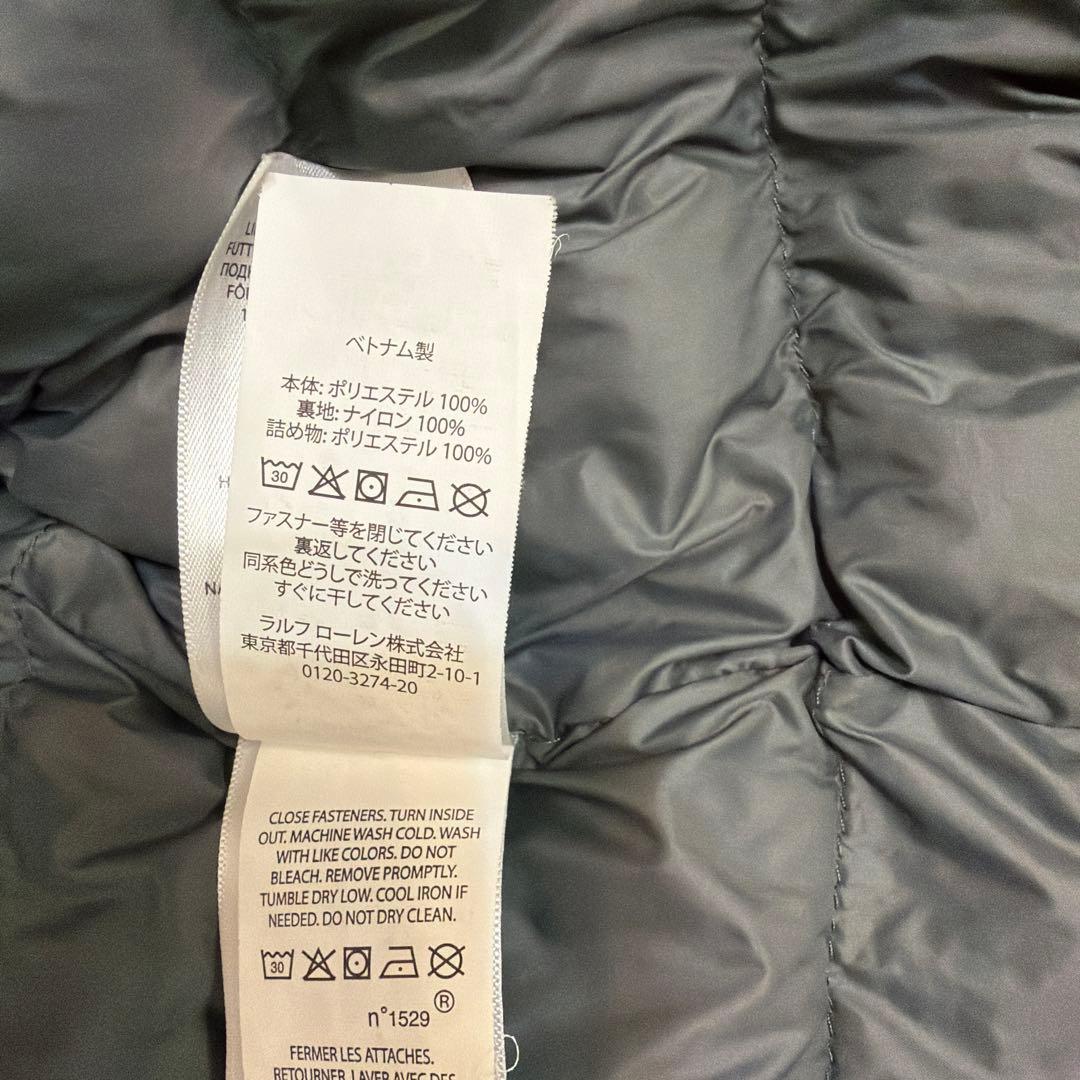 ベトナム製
本体: ポリエステル 100%
裏地: ナイロン 100%
詰め物: ポリエステル 100%
30
ファスナー等を閉じてください
裏返してください
同系色どうしで洗ってください
すぐに干してください
ラルフ ローレン株式会社
東京都千代田区永田町2-10-1
0120-3274-20
CLOSE FASTENERS. TURN INSIDE
OUT. MACHINE WASH COLD. WASH
WITH LIKE COLORS. DO NOT
BLEACH. REMOVE PROMPTLY.
TUMBLE DRY LOW. COOL IRON IF
NEEDED. DO NOT DRY CLEAN.
30
n°1529 ®
FERMER LES ATTACHES.
RETOURNER. LAVER AVEC DES